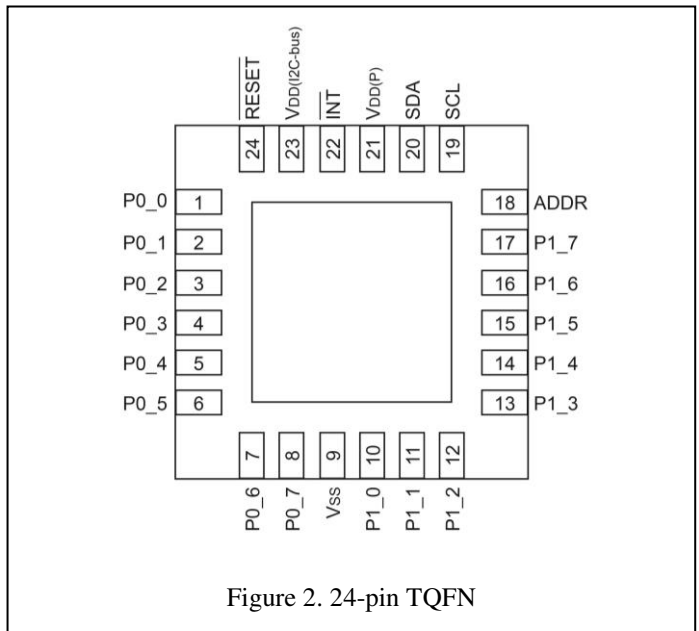 RESET
VDD(I2C-bus)
INT
VDD(P)
SDA
SCL
24
23
22
21
20
19
P0_0 1
18 ADDR
P0_1 2
17 P1_7
P0_2 3
16 P1_6
P0_3 4
15 P1_5
P0_4 5
14 P1_4
P0_5 6
13 P1_3
7
8
9
10
11
12
P0_6
P0_7
Vss
P1_0
P1_1
P1_2
Figure 2. 24-pin TQFN